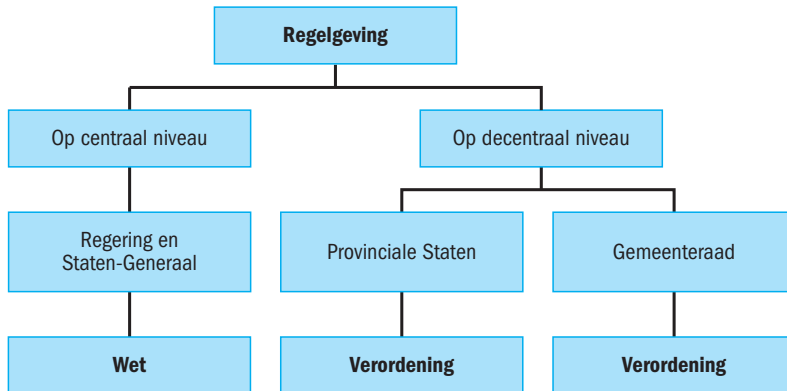 Regelgeving
Op centraal niveau
Op decentraal niveau
Regering en
Staten-Generaal
Provinciale Staten
Gemeenteraad
Wet
Verordening
Verordening